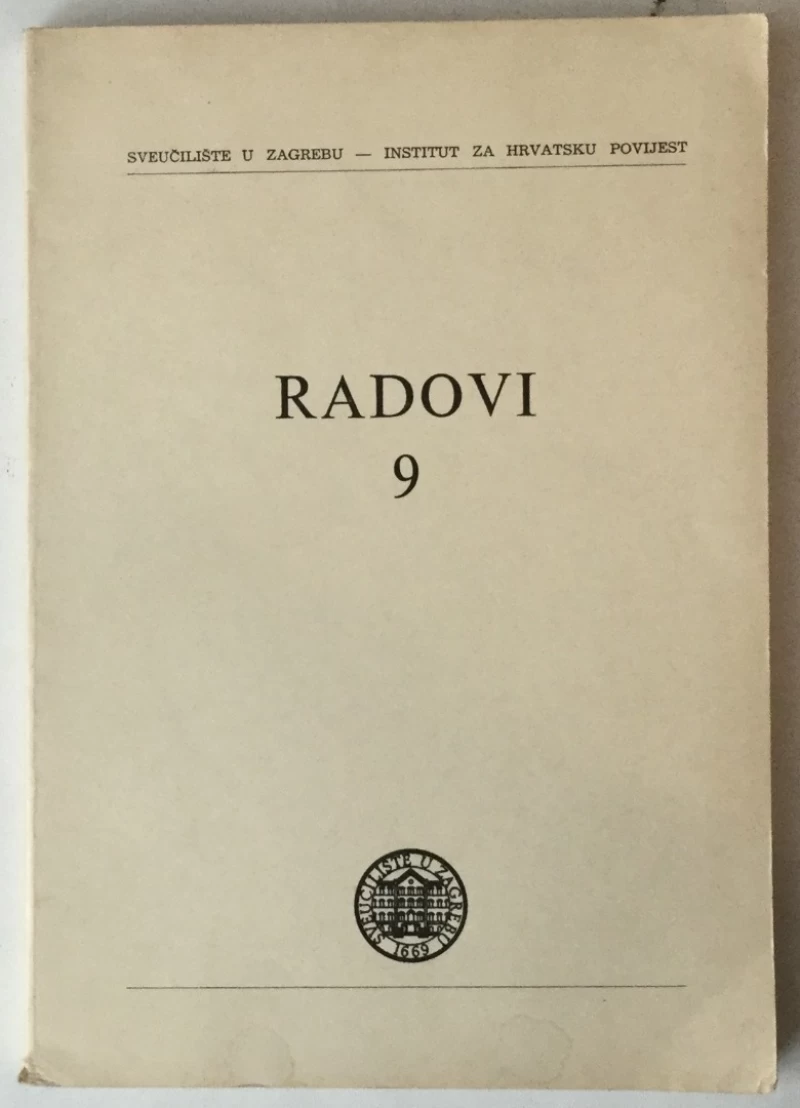 SVEUČILIŠTE U ZAGREBU — INSTITUT ZA HRVATSKU POVIJEST
RADOVI
9
SVEUČILIŠTE U ZAGREBU
1669